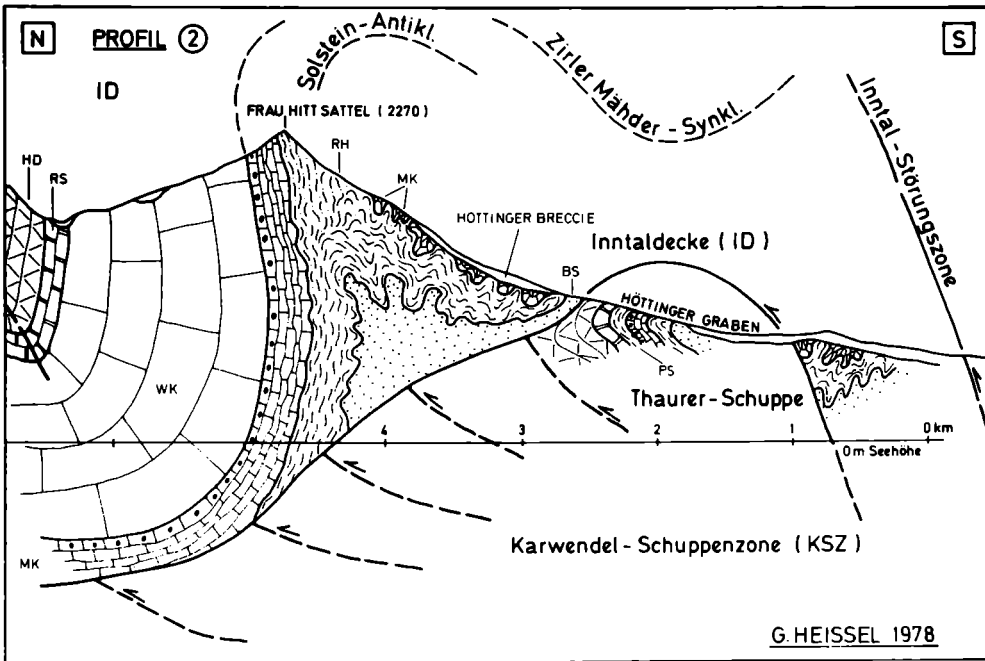 N PROFIL 2 S
ID
Solstein-Antikl.
Zirler Mähder-Synkl.
Inntal-Störungszone
FRAU HITT SATTEL (2270)
HD
RS
RH
MK
HÖTTINGER BRECCIE
Inntaldecke (ID)
BS
HÖTTINGER GRABEN
PS
WK
Thaurer-Schuppe
4 3 2 1 0 km
0 m Seehöhe
Karwendel-Schuppenzone (KSZ)
MK
G. HEISSEL 1978